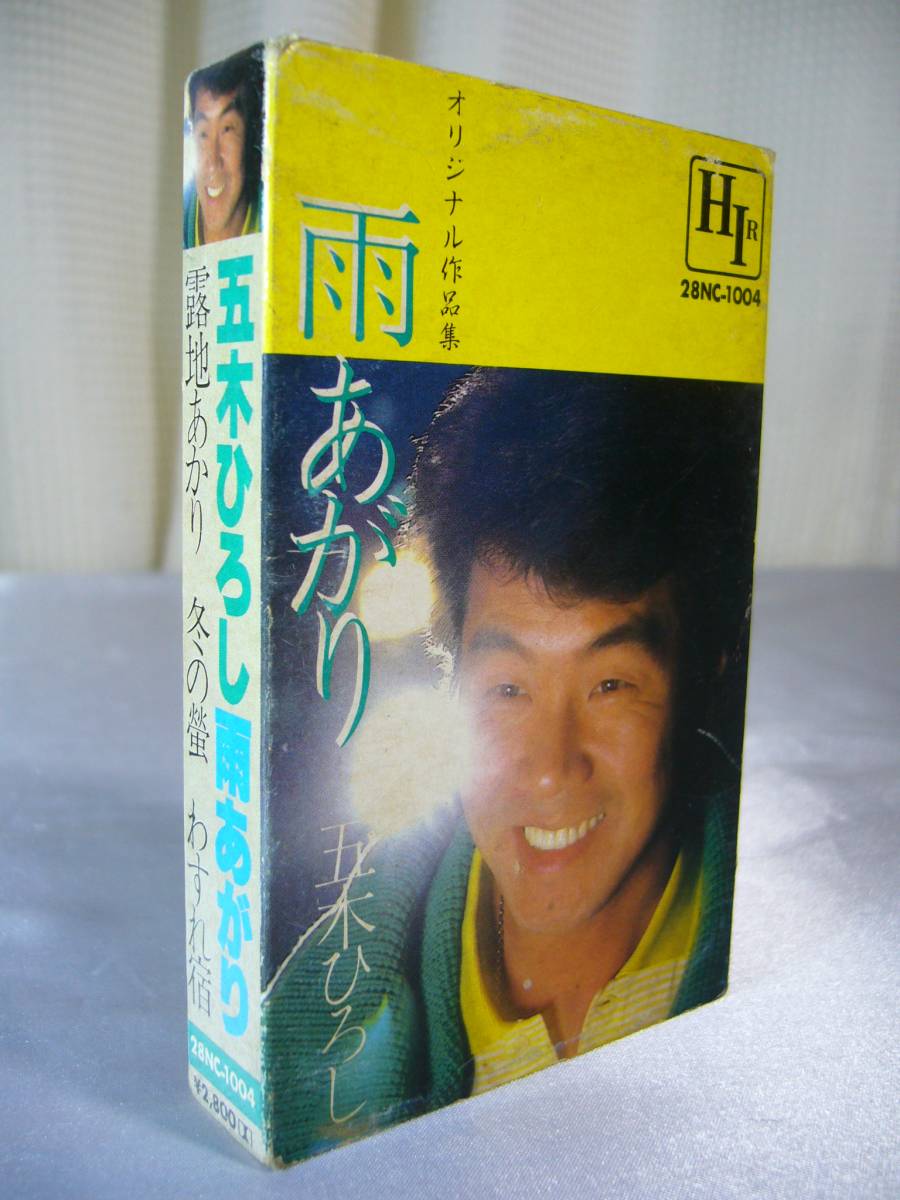 オリジナル作品集
雨あがり
五木ひろし
HIR
28NC-1004
五木ひろし 雨あがり
露地あかり 冬の螢 わすれ宿
28NC-1004
¥2,800〔X〕